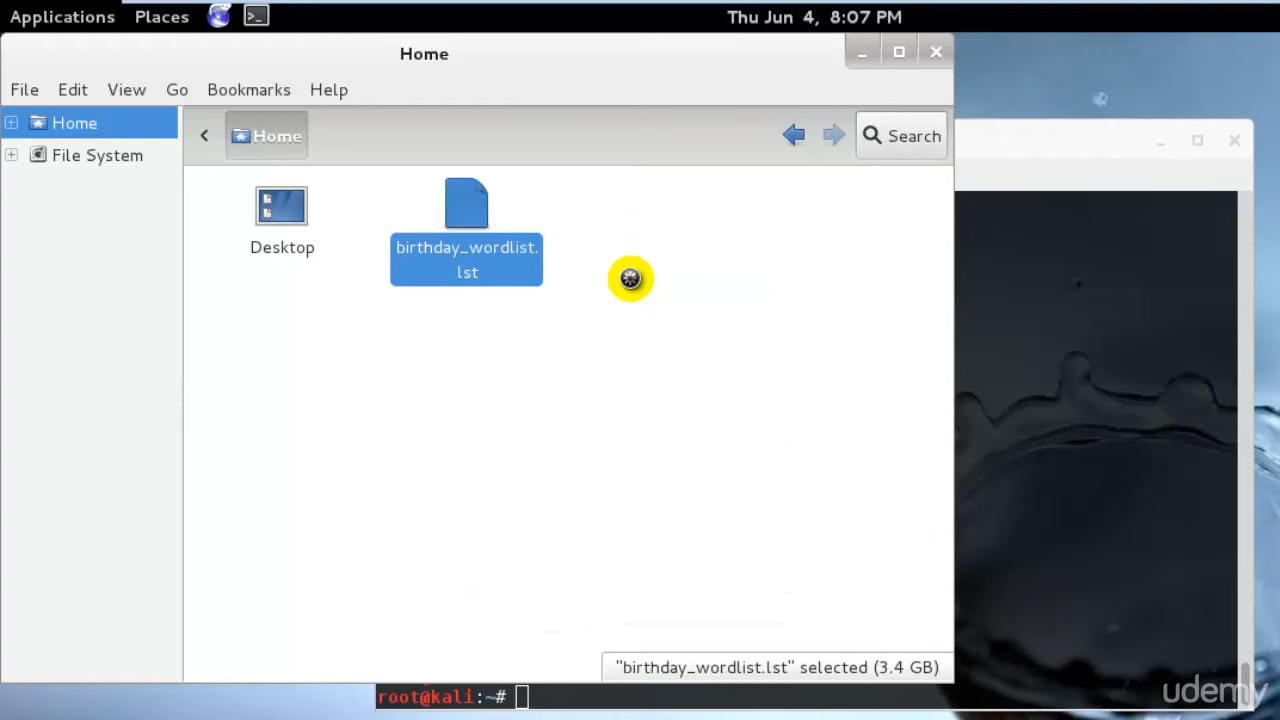 Applications Places Thu Jun 4, 8:07 PM
Home
File Edit View Go Bookmarks Help
Home
File System
Home
Search
Desktop
birthday_wordlist.
lst
"birthday_wordlist.lst" selected (3.4 GB)
root@kali:~#
udemy